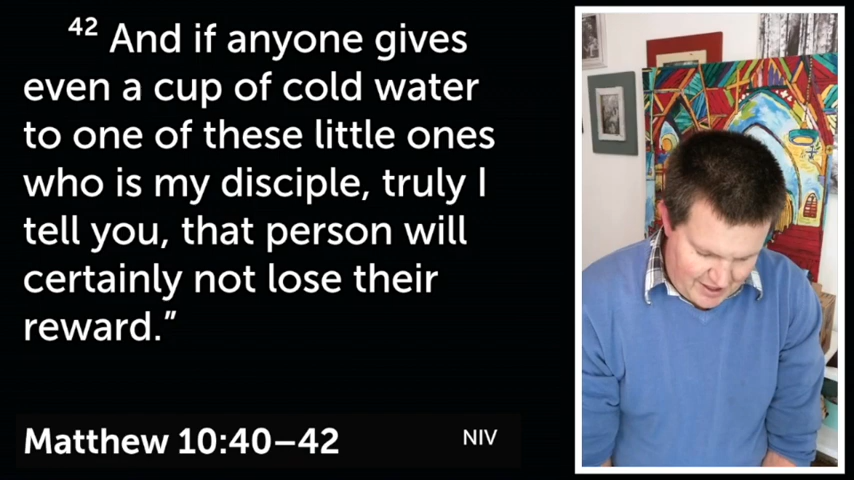 42 And if anyone gives
even a cup of cold water
to one of these little ones
who is my disciple, truly I
tell you, that person will
certainly not lose their
reward.”
Matthew 10:40–42 NIV